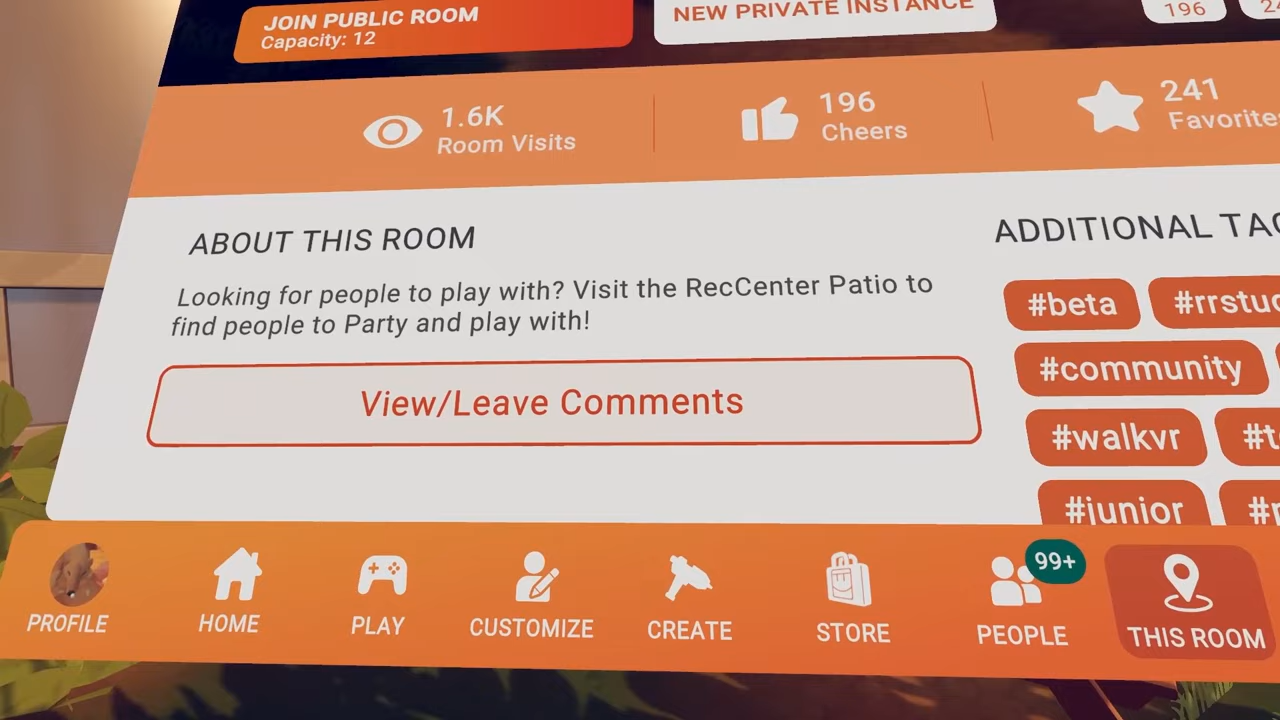 JOIN PUBLIC ROOM
Capacity: 12
NEW PRIVATE INSTANCE
196
1.6K
Room Visits
196
Cheers
241
Favorites
ABOUT THIS ROOM
Looking for people to play with? Visit the RecCenter Patio to
find people to Party and play with!
View/Leave Comments
ADDITIONAL
#beta
#community
#walkvr
#junior
PROFILE
HOME
PLAY
CUSTOMIZE
CREATE
STORE
PEOPLE
99+
THIS ROOM